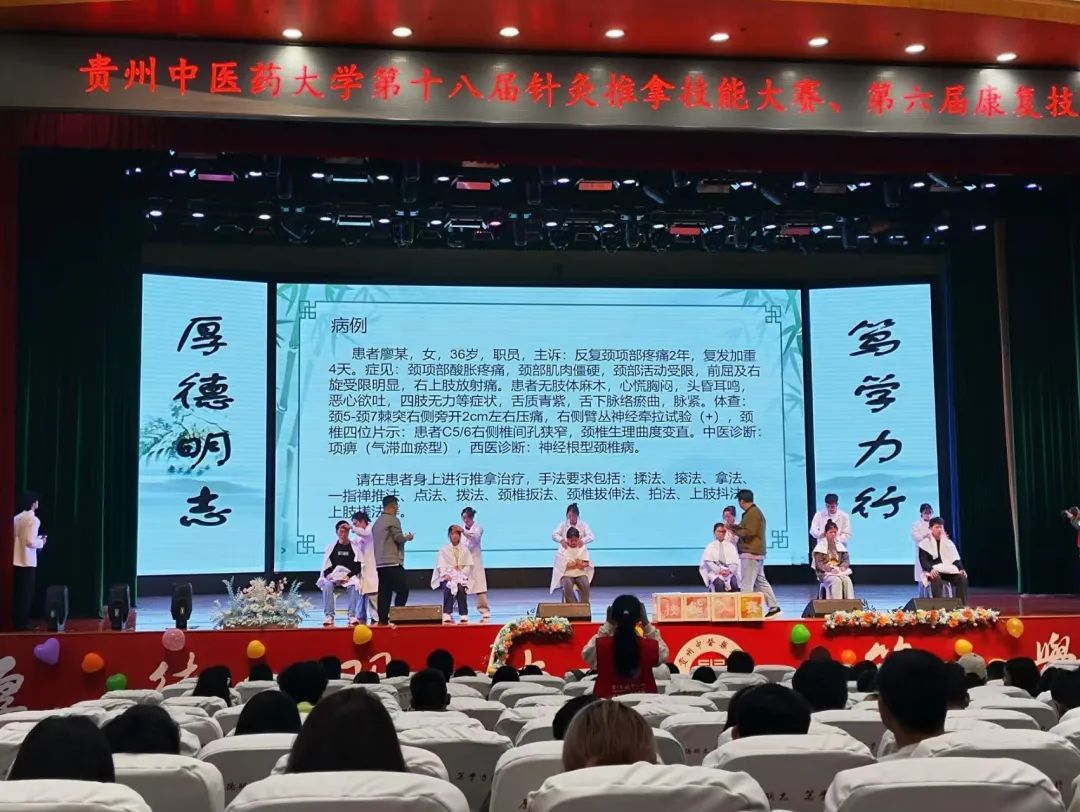 贵州中医药大学第十八届针灸推拿技能大赛、第六届康复技
厚德明志
病例
患者廖某，女，36岁，职员，主诉：反复颈项部疼痛2年，复发加重
4天。症见：颈项部酸胀疼痛，颈部肌肉僵硬，颈部活动受限，前屈及右
旋受限明显，右上肢放射痛。患者无肢体麻木，心慌胸闷，头昏耳鸣，
恶心欲吐，四肢无力等症状，舌质青紫，舌下脉络瘀曲，脉紧。体查：
颈5-颈7棘突右侧旁开2cm左右压痛，右侧臂丛神经牵拉试验（+），颈
椎四位片示：患者C5/6右侧椎间孔狭窄，颈椎生理曲度变直。中医诊断：
项痹（气滞血瘀型），西医诊断：神经根型颈椎病。
请在患者身上进行推拿治疗，手法要求包括：揉法、滚法、拿法、
一指禅推法、点法、拨法、颈椎扳法、颈椎拔伸法、拍法、上肢抖法
上肢搓法
笃学力行